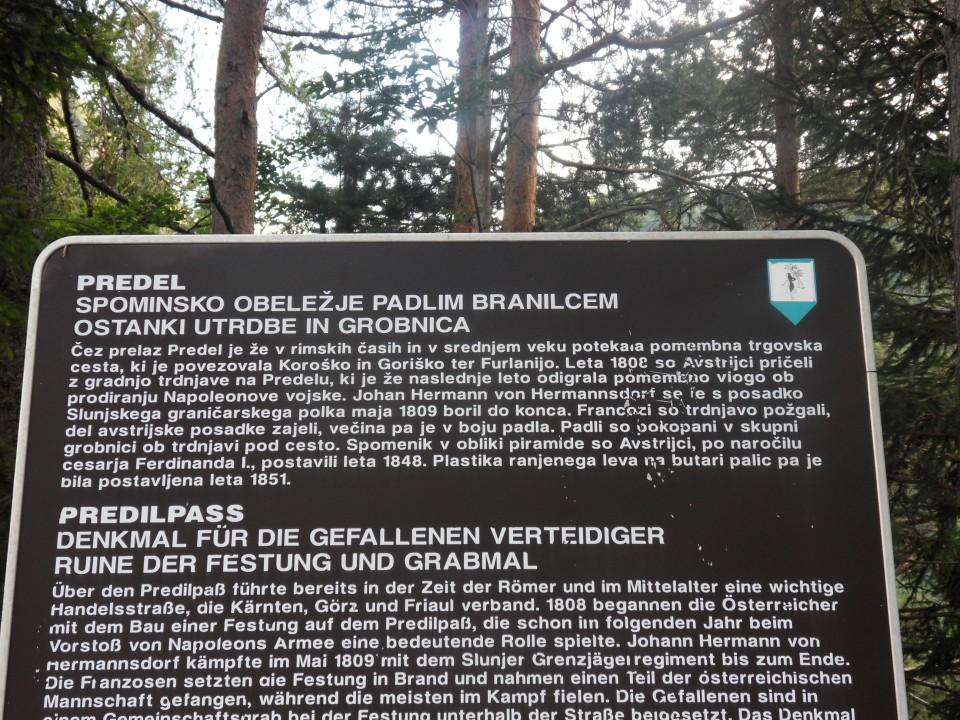 PREDEL
SPOMINSKO OBELEŽJE PADLIM BRANILCEM
OSTANKI UTRDBE IN GROBNICA
Čez prelaz Predel je že v rimskih časih in v srednjem veku potekala pomembna trgovska
cesta, ki je povezovala Koroško in Goriško ter Furlanijo. Leta 1808 so Avstrijci pričeli
z gradnjo trdnjave na Predelu, ki je že naslednje leto odigrala pomembno vlogo ob
prodiranju Napoleonove vojske. Johan Hermann von Hermannsdorf se je s posadko
Slunjskega graničarskega polka maja 1809 boril do konca. Francozi so trdnjavo požgali,
del avstrijske posadke zajeli, večina pa je v boju padla. Padli so pokopani v skupni
grobnici ob trdnjavi pod cesto. Spomenik v obliki piramide so Avstrijci, po naročilu
cesarja Ferdinanda I., postavili leta 1848. Plastika ranjenega leva na butari palic pa je
bila postavljena leta 1851.
PREDILPASS
DENKMAL FÜR DIE GEFALLENEN VERTEIDIGER
RUINE DER FESTUNG UND GRABMAL
Über den Predilpaß führte bereits in der Zeit der Römer und im Mittelalter eine wichtige
Handelsstraße, die Kärnten, Görz und Friaul verband. 1808 begannen die Österreicher
mit dem Bau einer Festung auf dem Predilpaß, die schon im folgenden Jahr beim
Vorstoß von Napoleons Armee eine bedeutende Rolle spielte. Johann Hermann von
Hermannsdorf kämpfte im Mai 1809 mit dem Slunjer Grenzjägerregiment bis zum Ende.
Die Franzosen setzten die Festung in Brand und nahmen einen Teil der österreichischen
Mannschaft gefangen, während die meisten im Kampf fielen. Die Gefallenen sind in
einem Gemeinschaftsgrab bei der Festung unterhalb der Straße beigesetzt. Das Denkmal